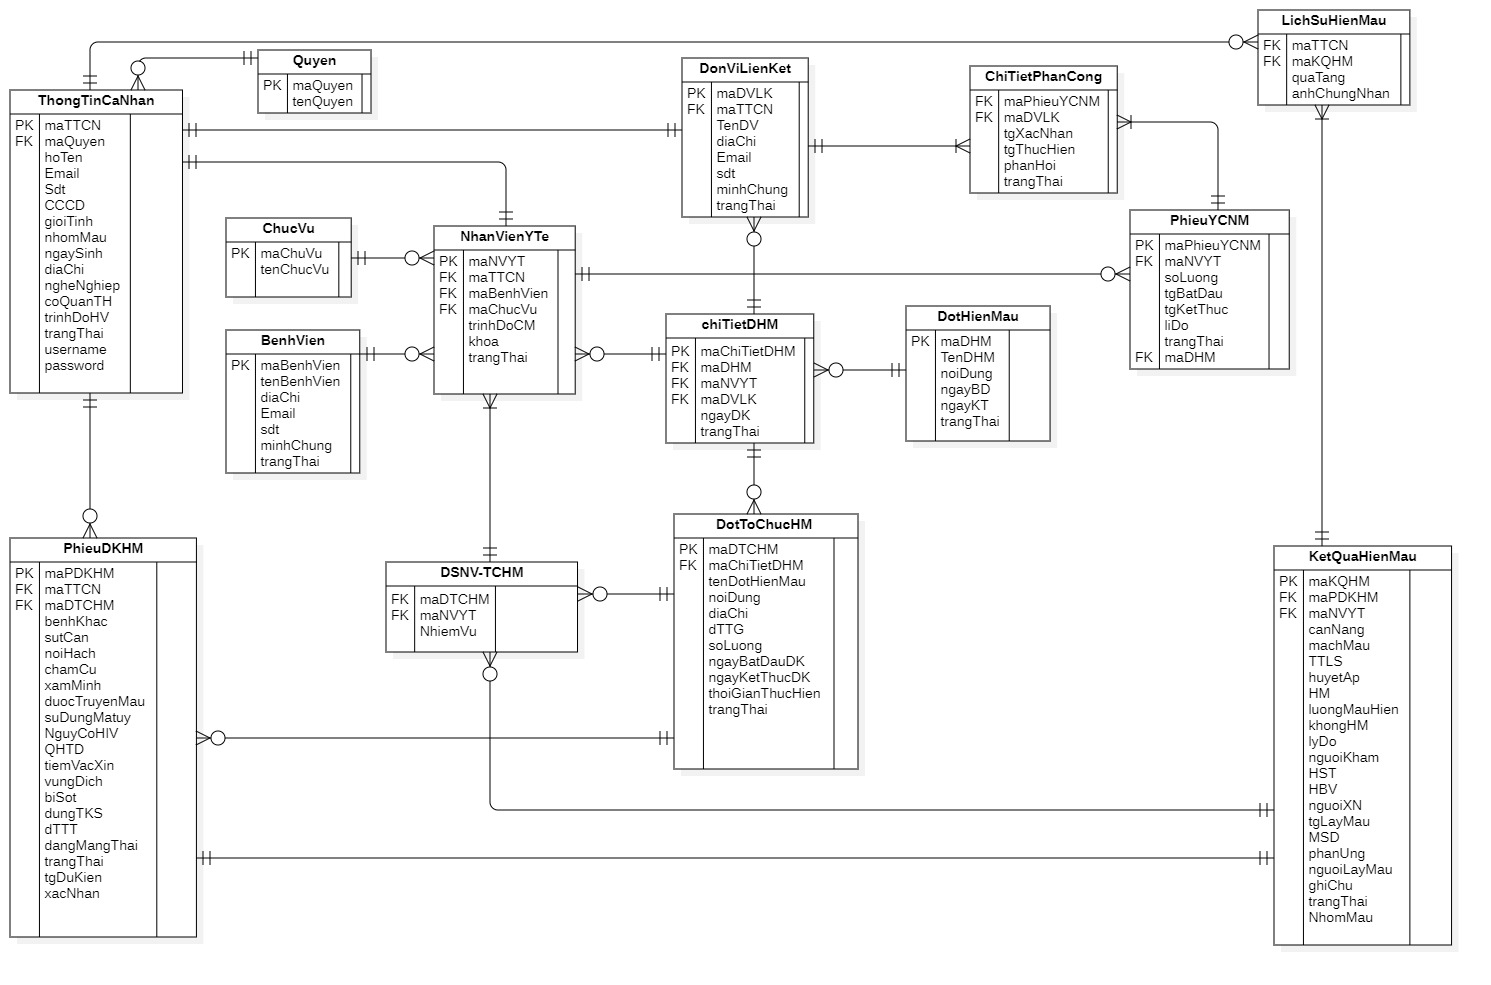 ThongTinCaNhan
PK maTTCN
FK maQuyen
hoTen
Email
Sdt
CCCD
gioiTinh
nhomMau
ngaySinh
diaChi
ngheNghiep
coQuanTH
trinhDoHV
trangThai
username
password
Quyen
PK maQuyen
tenQuyen
DonViLienKet
PK maDVLK
FK maTTCN
TenDV
diaChi
Email
sdt
minhChung
trangThai
ChiTietPhanCong
FK maPhieuYCNM
FK maDVLK
tgXacNhan
tgThucHien
phanHoi
trangThai
LichSuHienMau
FK maTTCN
FK maKQHM
quaTang
anhChungNhan
ChucVu
PK maChuVu
tenChucVu
NhanVienYTe
PK maNVYT
FK maTTCN
FK maBenhVien
FK maChucVu
trinhDoCM
khoa
trangThai
PhieuYCNM
PK maPhieuYCNM
FK maNVYT
soLuong
tgBatDau
tgKetThuc
liDo
trangThai
FK maDHM
BenhVien
PK maBenhVien
tenBenhVien
diaChi
Email
sdt
minhChung
trangThai
chiTietDHM
PK maChiTietDHM
FK maDHM
FK maNVYT
FK maDVLK
ngayDK
trangThai
DotHienMau
PK maDHM
TenDHM
noiDung
ngayBD
ngayKT
trangThai
PhieuDKHM
PK maPDKHM
FK maTTCN
FK maDTCHM
benhKhac
sutCan
noiHach
chamCu
xamMinh
duocTruyenMau
suDungMatuy
NguyCoHIV
QHTD
tiemVacXin
vungDich
biSot
dungTKS
dTTT
dangMangThai
trangThai
tgDuKien
xacNhan
DSNV-TCHM
FK maDTCHM
FK maNVYT
NhiemVu
DotToChucHM
PK maDTCHM
FK maChiTietDHM
tenDotHienMau
noiDung
diaChi
dTTG
soLuong
ngayBatDauDK
ngayKetThucDK
thoiGianThucHien
trangThai
KetQuaHienMau
PK maKQHM
FK maPDKHM
FK maNVYT
canNang
machMau
TTLS
huyetAp
HM
luongMauHien
khongHM
lyDo
nguoiKham
HST
HBV
nguoiXN
tgLayMau
MSD
phanUng
nguoiLayMau
ghiChu
trangThai
NhomMau